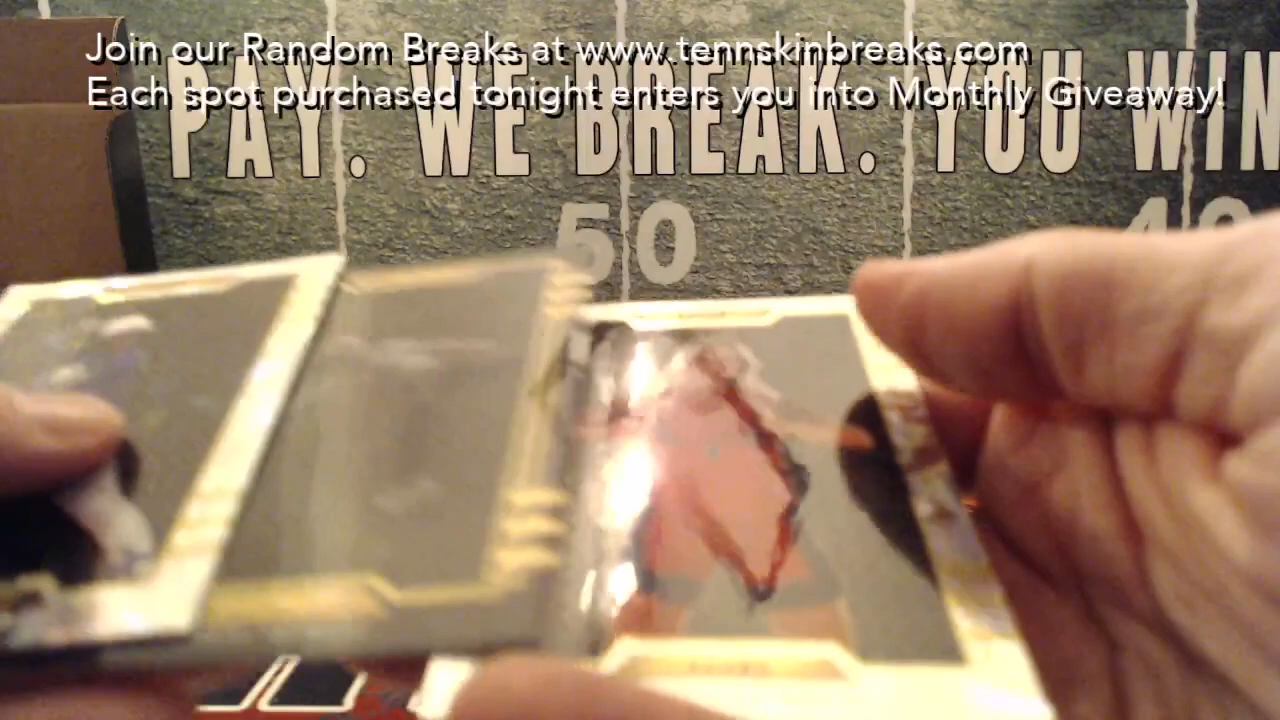 Join our Random Breaks at www.tennskinbreaks.com
Each spot purchased tonight enters you into Monthly Giveaway!
PAY. WE BREAK. YOU WIN
50
40